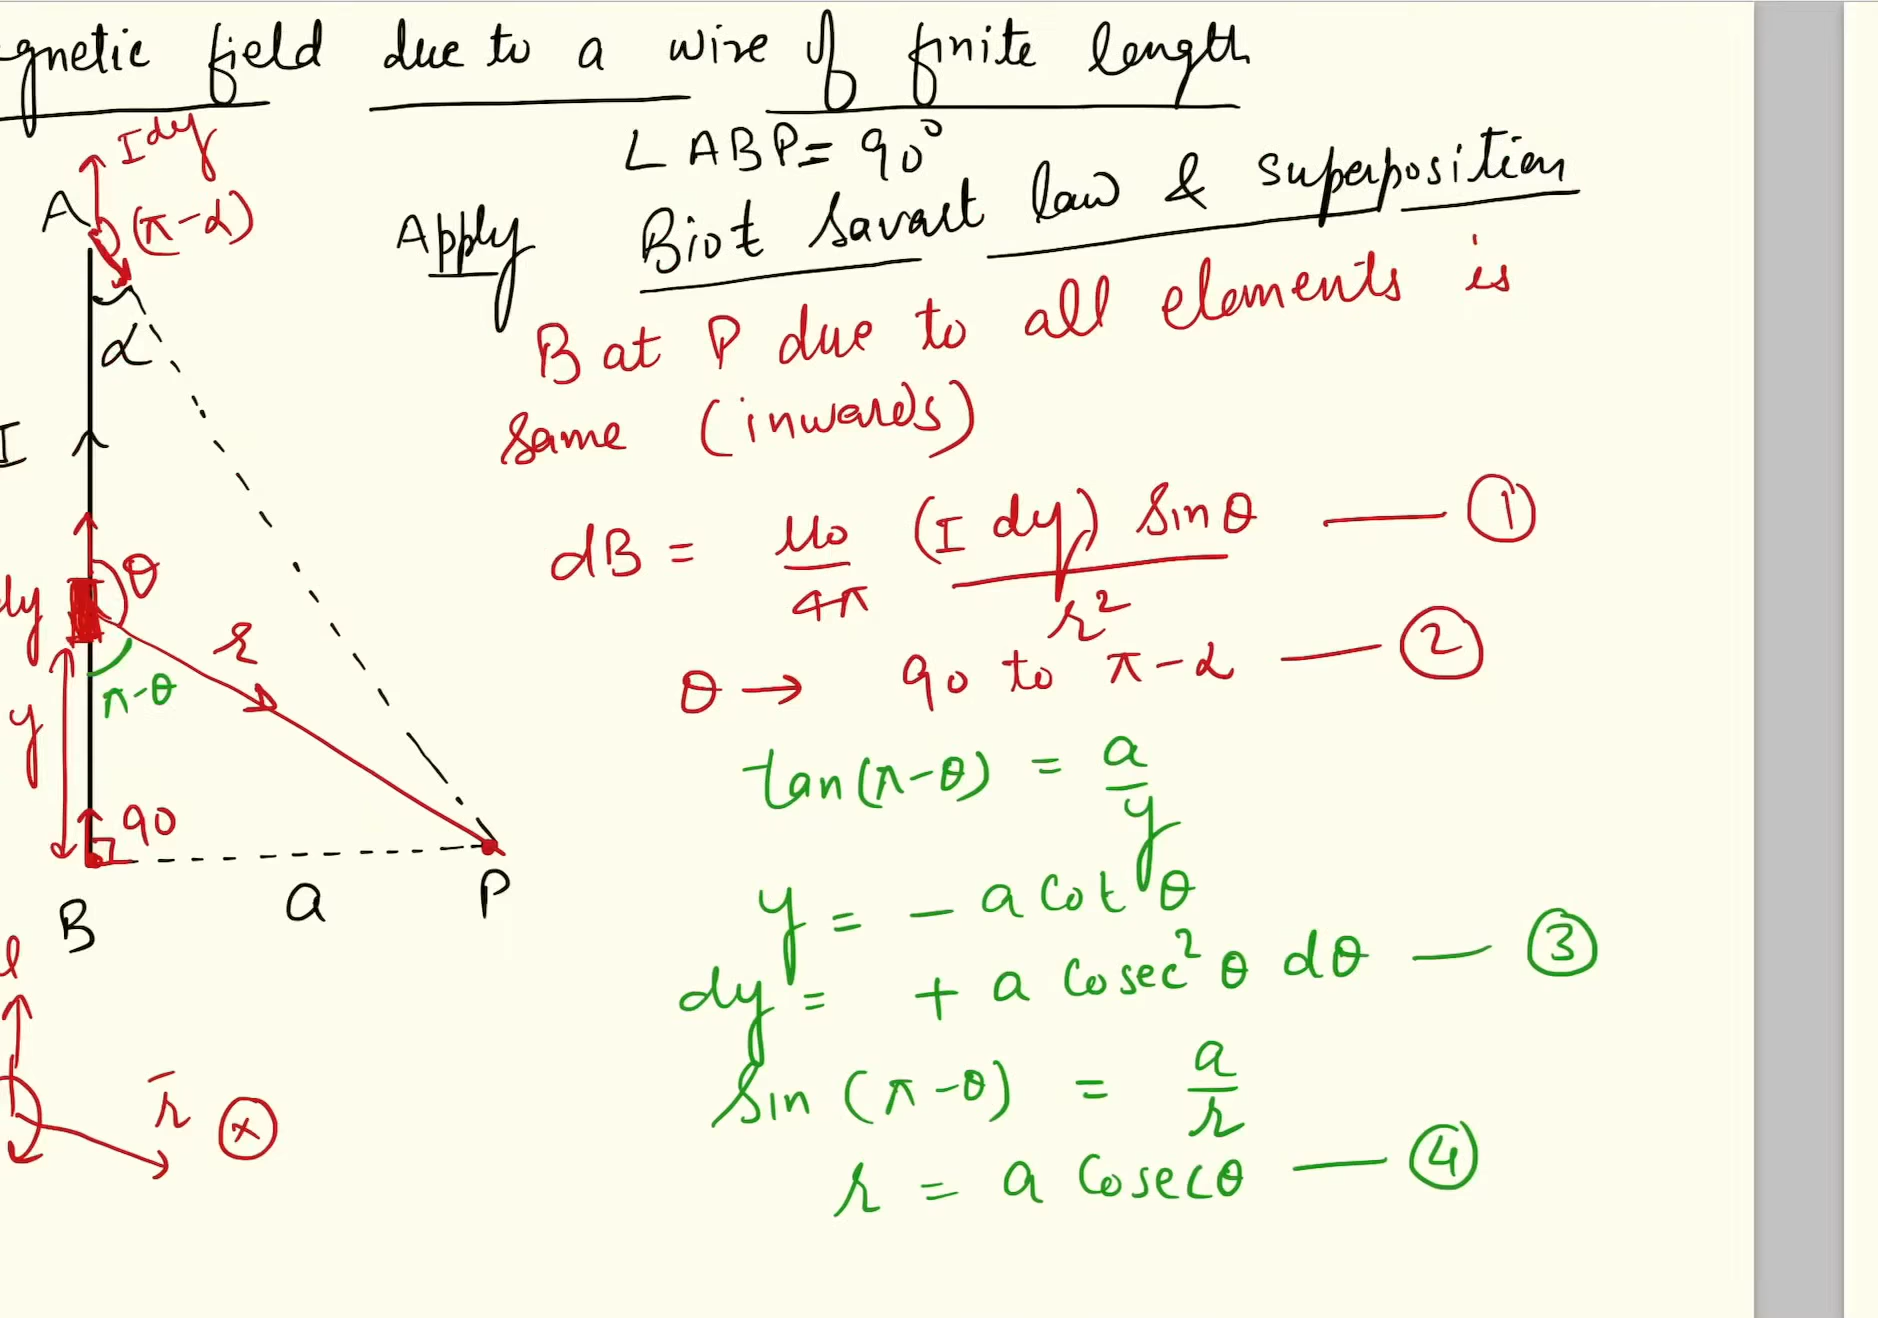 gnetic field due to a wire of finite length
∠ABP = 90°
Apply Biot Savart law & superposition
B at P due to all elements is
same (inwards)
dB = μ0/4π (I dy) sinθ / r² — ①
θ → 90 to π-α — ②
tan(π-θ) = a/y
y = - a cot θ
dy = + a cosec² θ dθ — ③
sin(π-θ) = a/r
r = a cosecθ — ④
I dy
A
(π-α)
α
I
θ
dy
r
π-θ
y
90
a
B
P
l
r̄ ⊗